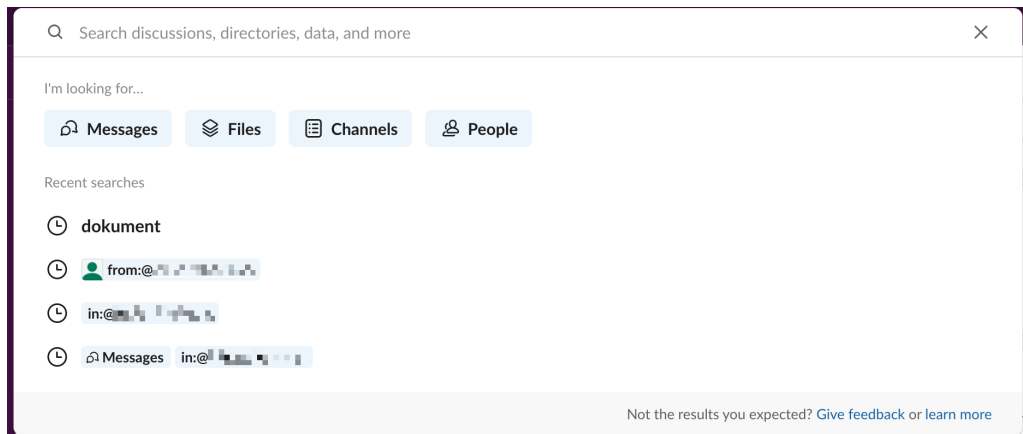 Search discussions, directories, data, and more
I'm looking for...
Messages Files Channels People
Recent searches
dokument
from:@
in:@
Messages in:@
Not the results you expected? Give feedback or learn more